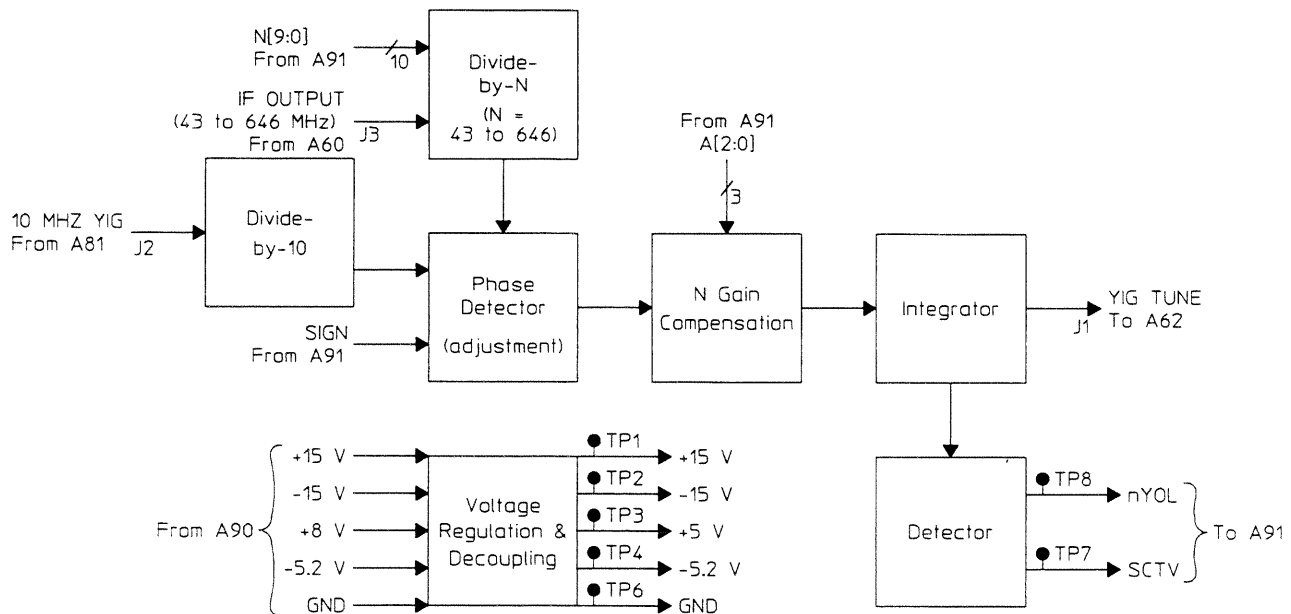 N[9:0]
From A91
10
IF OUTPUT
(43 to 646 MHz)
From A60
J3
Divide-
by-N
(N =
43 to 646)
From A91
A[2:0]
3
10 MHZ YIG
From A81
J2
Divide-
by-10
Phase
Detector
(adjustment)
SIGN
From A91
N Gain
Compensation
Integrator
J1
YIG TUNE
To A62
From A90
+15 V
-15 V
+8 V
-5.2 V
GND
Voltage
Regulation &
Decoupling
TP1
+15 V
TP2
-15 V
TP3
+5 V
TP4
-5.2 V
TP6
GND
Detector
TP8
nYOL
TP7
SCTV
To A91